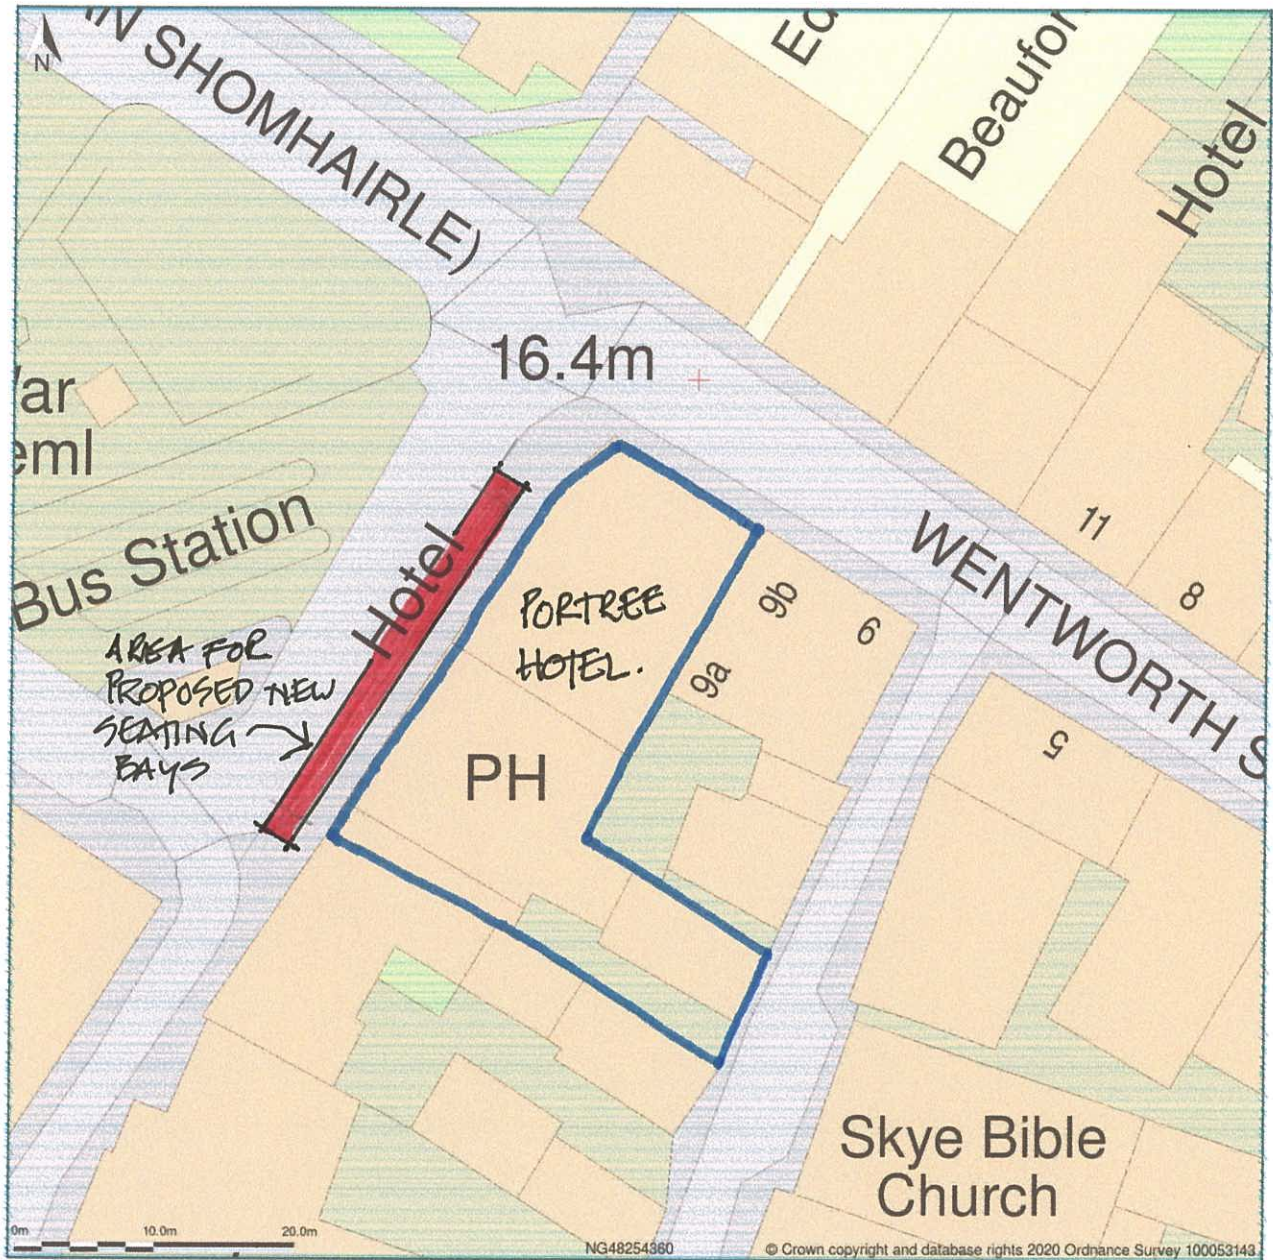 N
IN SHOMHAIRLE)
Ed
Beaufor
Hotel
16.4m
/ar
eml
Bus Station
Hotel
AREA FOR
PROPOSED NEW
SEATING
BAYS
PORTREE
HOTEL.
PH
9b
9a
6
11
8
WENTWORTH S
5
Skye Bible
Church
0m
10.0m
20.0m
NG48254360
© Crown copyright and database rights 2020 Ordnance Survey 100053143